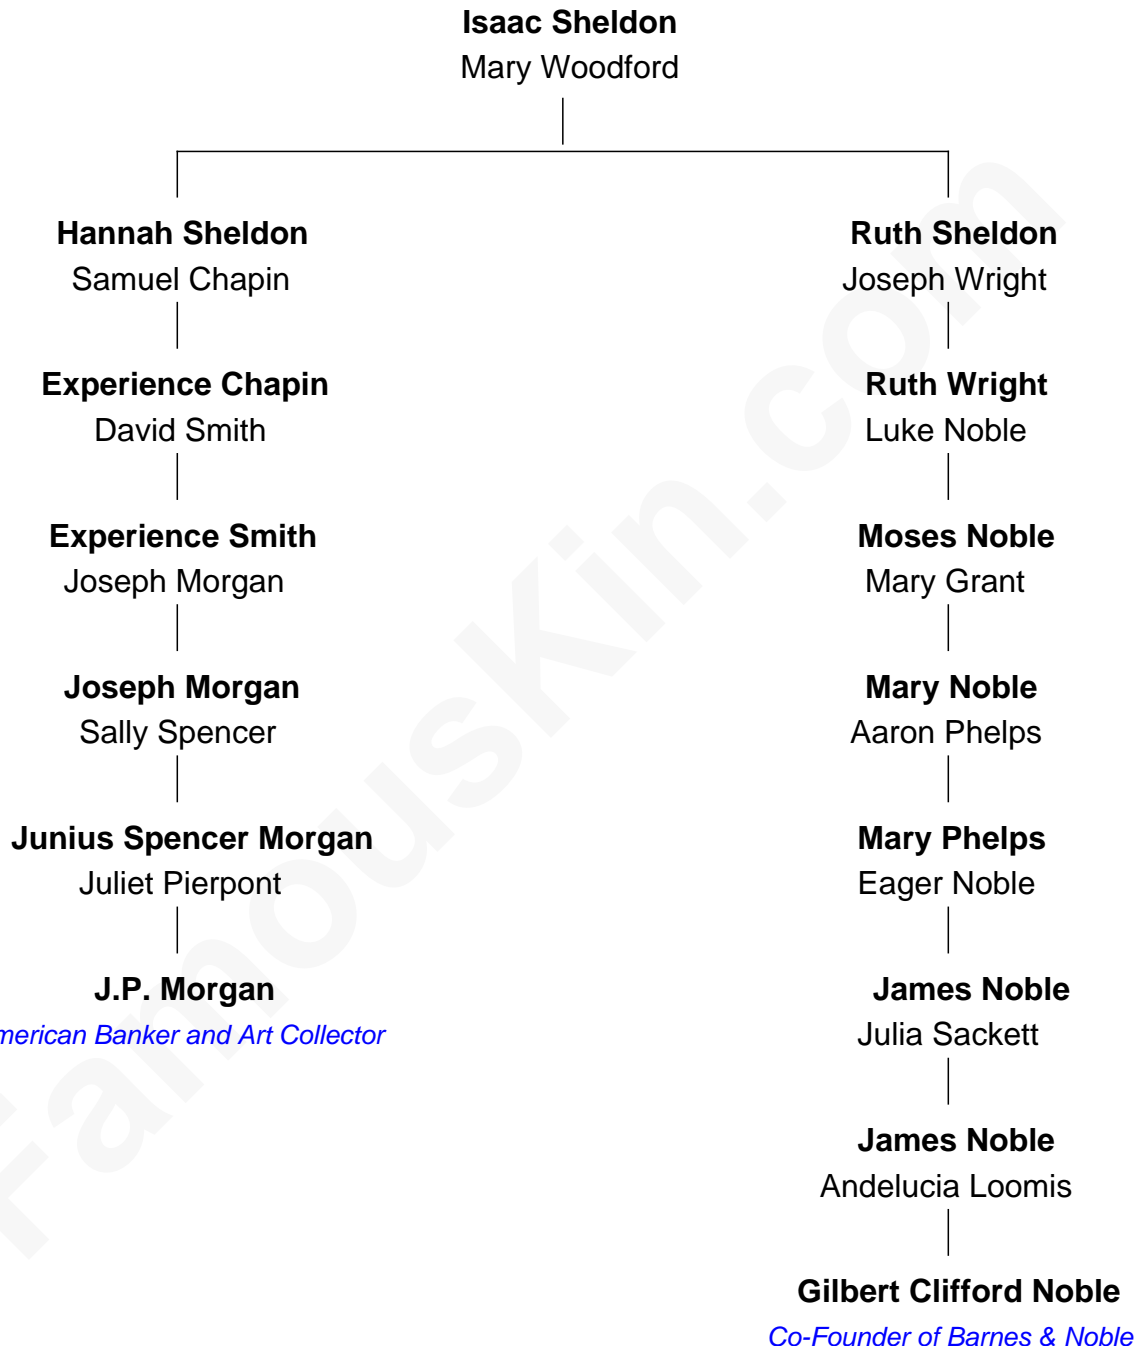 Isaac Sheldon
Mary Woodford
Hannah Sheldon
Samuel Chapin
Experience Chapin
David Smith
Experience Smith
Joseph Morgan
Joseph Morgan
Sally Spencer
Junius Spencer Morgan
Juliet Pierpont
J.P. Morgan
merican Banker and Art Collector
Ruth Sheldon
Joseph Wright
Ruth Wright
Luke Noble
Moses Noble
Mary Grant
Mary Noble
Aaron Phelps
Mary Phelps
Eager Noble
James Noble
Julia Sackett
James Noble
Andelucia Loomis
Gilbert Clifford Noble
Co-Founder of Barnes & Noble
FamousKin.com